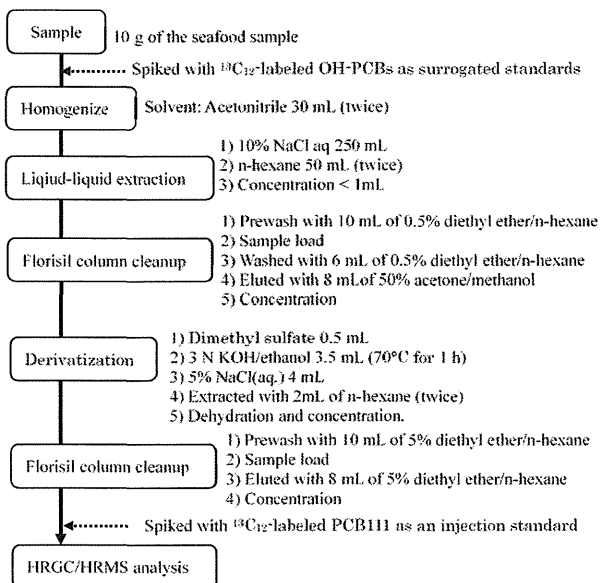 Sample
10 g of the seafood sample
Spiked with ¹³C₁₂-labeled OH-PCBs as surrogated standards
Homogenize
Solvent: Acetonitrile 30 mL (twice)
Liqiud-liquid extraction
1) 10% NaCl aq 250 mL
2) n-hexane 50 mL (twice)
3) Concentration < 1mL
Florisil column cleanup
1) Prewash with 10 mL of 0.5% diethyl ether/n-hexane
2) Sample load
3) Washed with 6 mL of 0.5% diethyl ether/n-hexane
4) Eluted with 8 mLof 50% acetone/methanol
5) Concentration
Derivatization
1) Dimethyl sulfate 0.5 mL
2) 3 N KOH/ethanol 3.5 mL (70°C for 1 h)
3) 5% NaCl(aq.) 4 mL
4) Extracted with 2mL of n-hexane (twice)
5) Dehydration and concentration.
Florisil column cleanup
1) Prewash with 10 mL of 5% diethyl ether/n-hexane
2) Sample load
3) Eluted with 8 mL of 5% diethyl ether/n-hexane
4) Concentration
Spiked with ¹³C₁₂-labeled PCB111 as an injection standard
HRGC/HRMS analysis